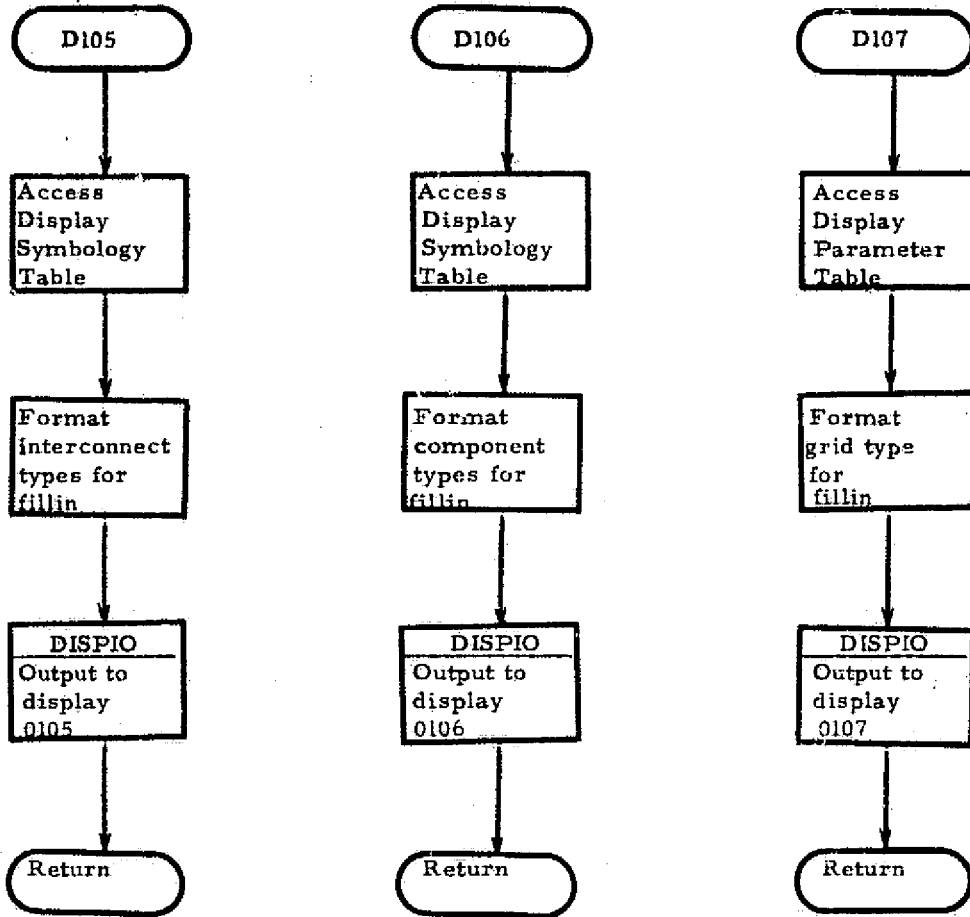 D105
Access
Display
Symbology
Table
Format
interconnect
types for
fillin
DISPIO
Output to
display
0105
Return
D106
Access
Display
Symbology
Table
Format
component
types for
fillin
DISPIO
Output to
display
0106
Return
D107
Access
Display
Parameter
Table
Format
grid type
for
fillin
DISPIO
Output to
display
0107
Return